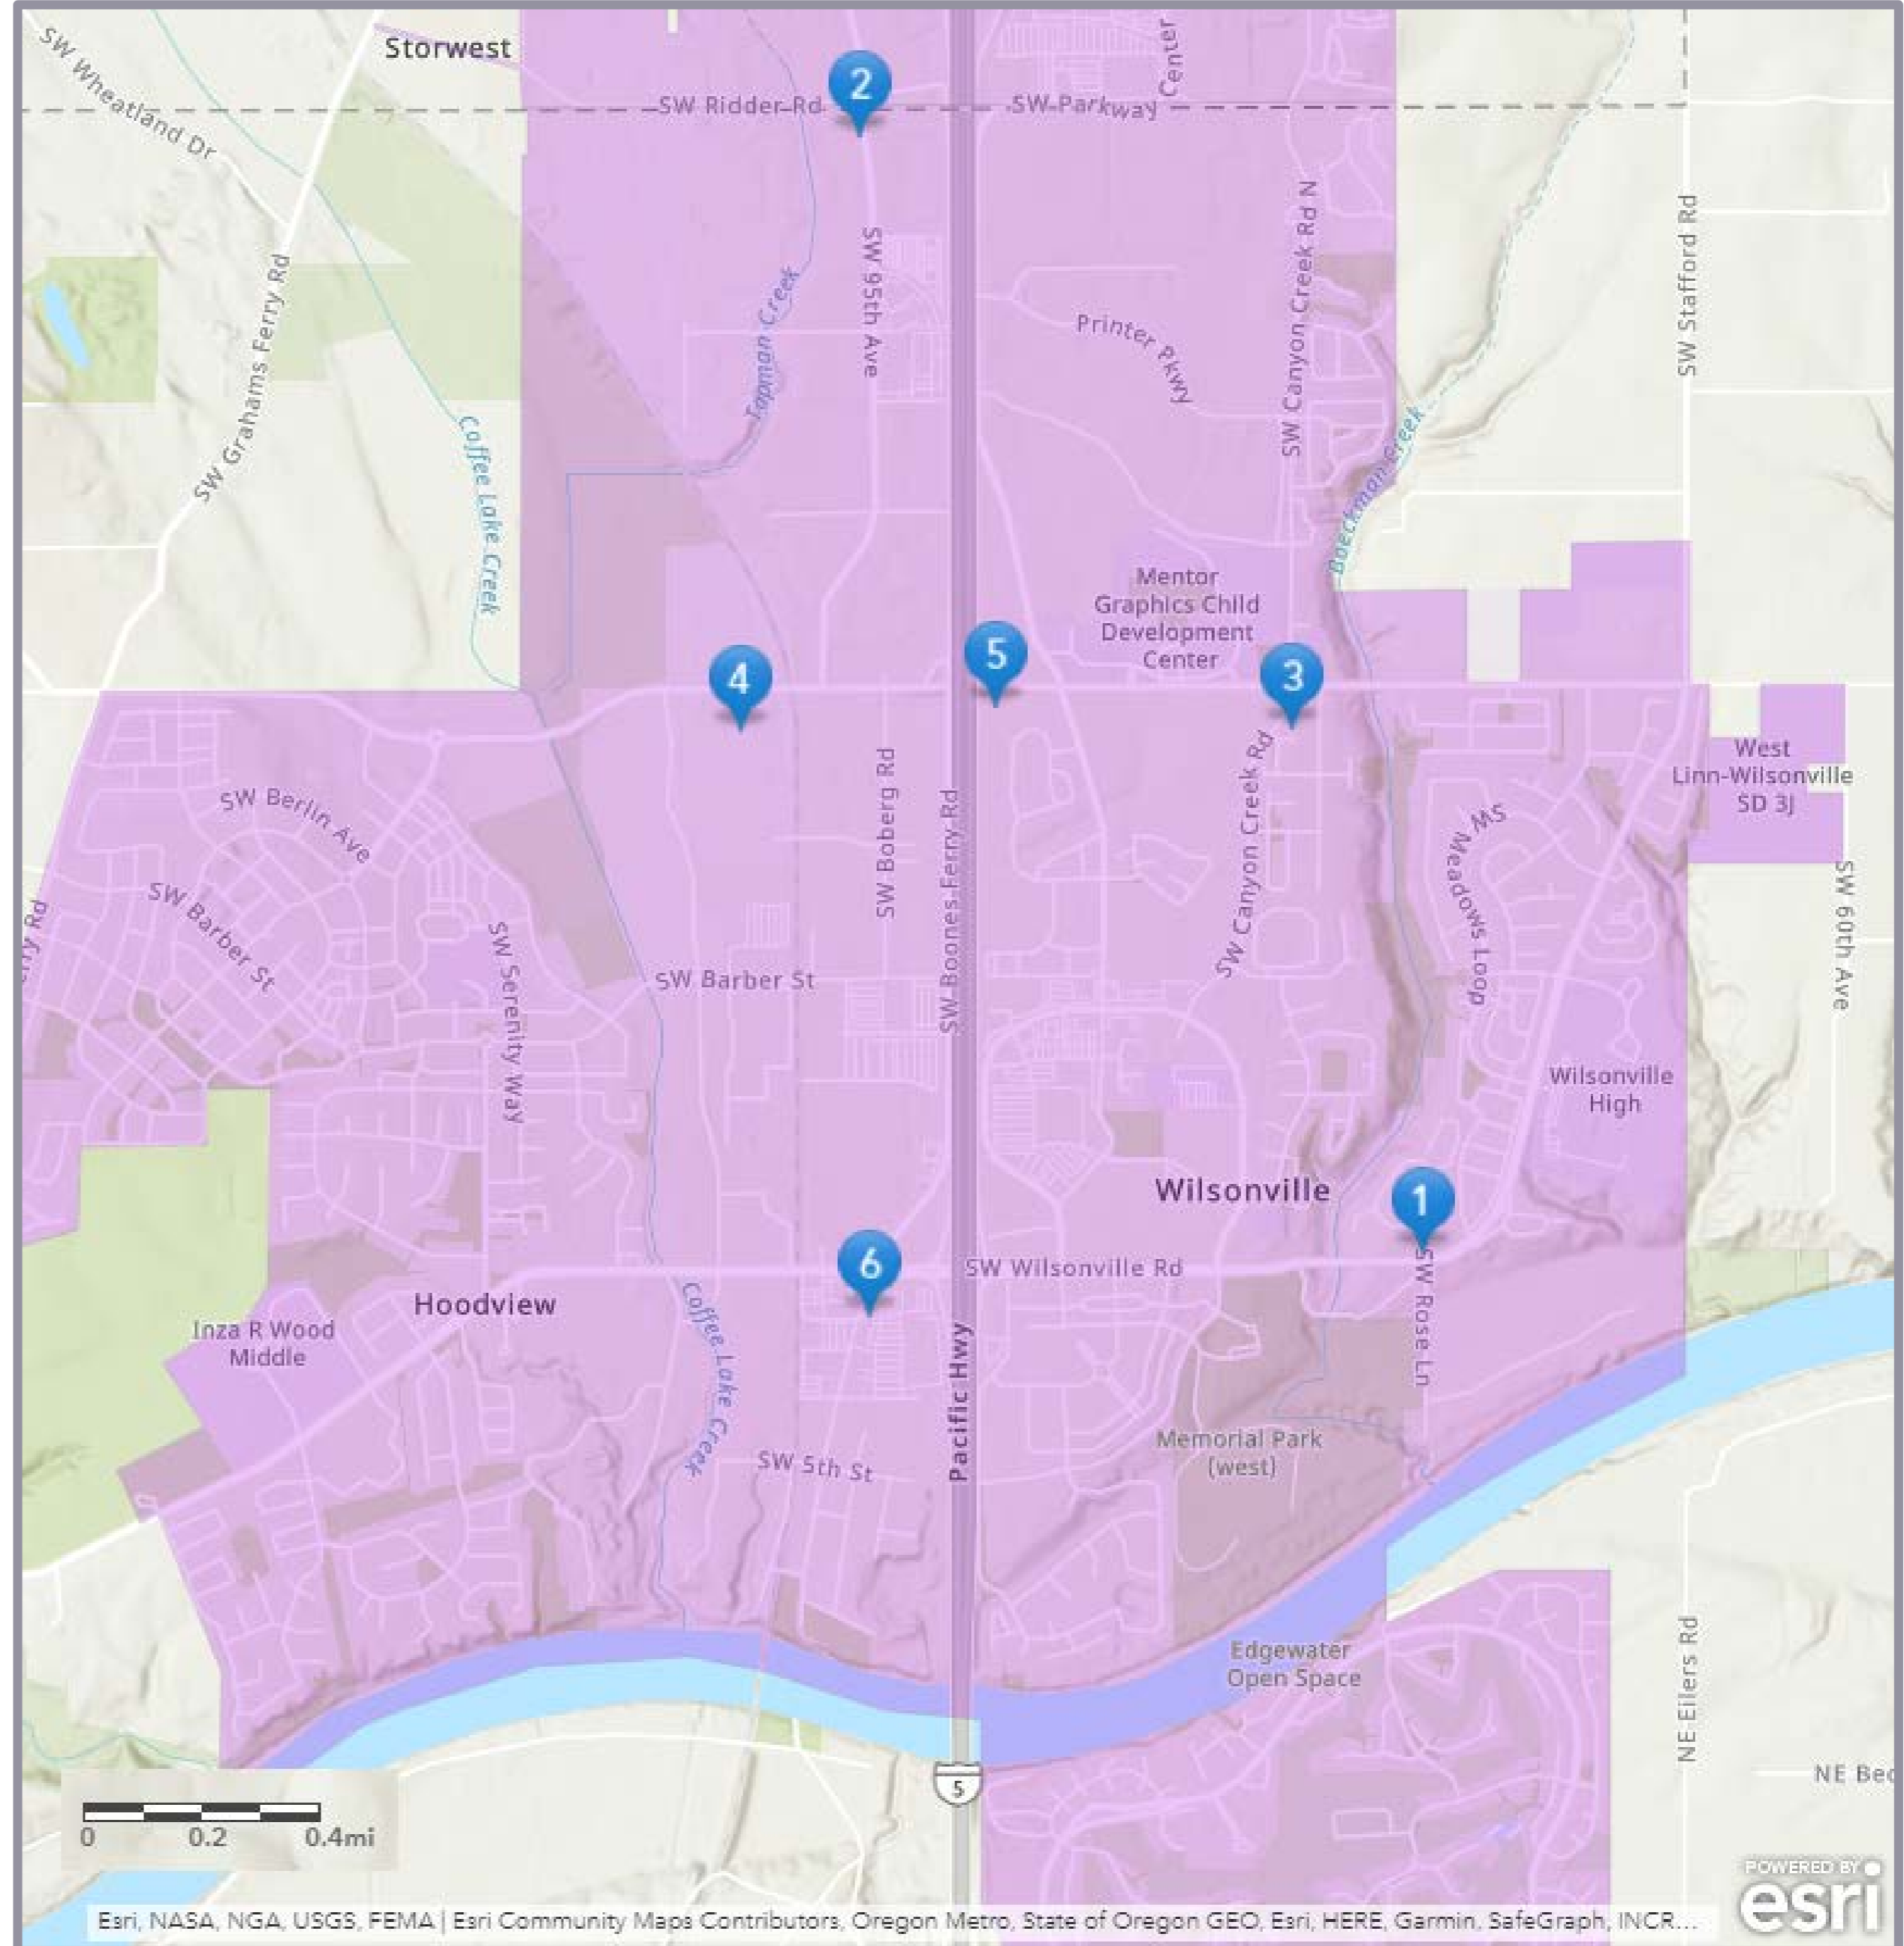 Storwest
SW Wheatland Dr
2
SW Ridder Rd
SW Parkway
Center
SW Stafford Rd
SW Canyon Creek Rd N
SW 95th Ave
SW Grahams Ferry Rd
Tapman Creek
Printer Pkwy
Coffee Lake Creek
Boeckman Creek
Mentor
Graphics Child
Development
Center
4
5
3
West
Linn-Wilsonville
SD 3J
SW Berlin Ave
SW Boberg Rd
SW Boones Ferry Rd
SW Canyon Creek Rd
SW Meadows Loop
SW 60th Ave
SW Barber St
rry Rd
SW Serenity Way
SW Barber St
Wilsonville
High
Wilsonville
1
6
SW Wilsonville Rd
SW Rose Ln
Hoodview
Inza R Wood
Middle
Coffee Lake Creek
Pacific Hwy
Memorial Park
(west)
SW 5th St
Edgewater
Open Space
NE Eilers Rd
5
NE Bec
0 0.2 0.4mi
POWERED BY
esri
Esri, NASA, NGA, USGS, FEMA | Esri Community Maps Contributors, Oregon Metro, State of Oregon GEO, Esri, HERE, Garmin, SafeGraph, INCR...